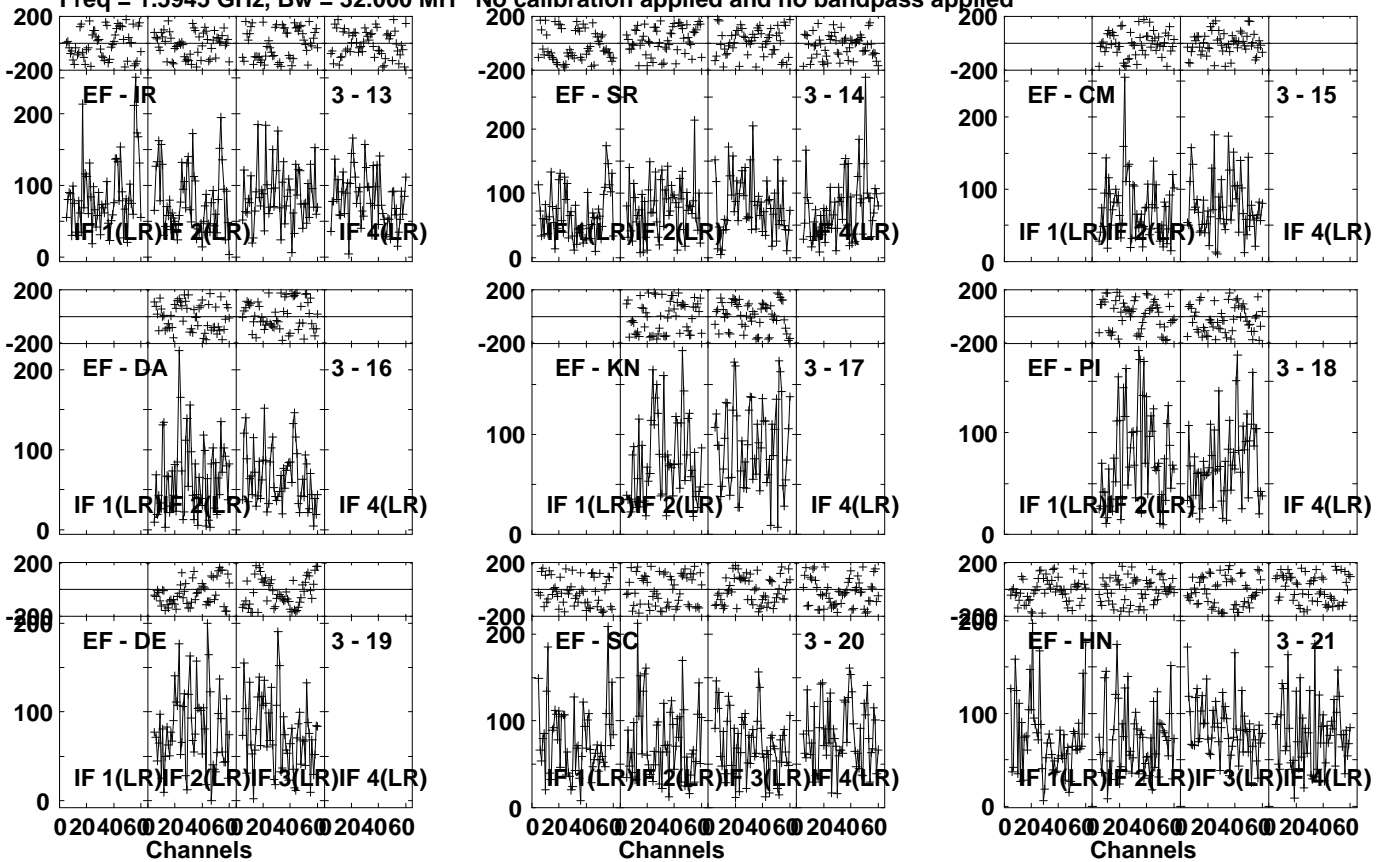 Freq = 1.5945 GHz, Bw = 32.000 MH No calibration applied and no bandpass applied
200 200 200
-200 -200 -200
EF - IR 3 - 13 EF - SR 3 - 14 EF - CM 3 - 15
200 200 200
100 100 100
IF 1(LR) IF 2(LR) IF 4(LR) IF 1(LR) IF 2(LR) IF 4(LR) IF 1(LR) IF 2(LR) IF 4(LR)
0 0 0
200 200 200
-200 -200 -200
EF - DA 3 - 16 EF - KN 3 - 17 EF - PI 3 - 18
200
100 100 100
IF 1(LR) IF 2(LR) IF 4(LR) IF 1(LR) IF 2(LR) IF 4(LR) IF 1(LR) IF 2(LR) IF 4(LR)
0 0 0
200 200 200
-200 -200 -200
200 200 200
EF - DE 3 - 19 EF - SC 3 - 20 EF - HN 3 - 21
100 100 100
IF 1(LR) IF 2(LR) IF 3(LR) IF 4(LR) IF 1(LR) IF 2(LR) IF 3(LR) IF 4(LR) IF 1(LR) IF 2(LR) IF 3(LR) IF 4(LR)
0 0 0
0 20 40 60 0 20 40 60 0 20 40 60 0 20 40 60 0 20 40 60 0 20 40 60 0 20 40 60 0 20 40 60 0 20 40 60 0 20 40 60 0 20 40 60 0 20 40 60
Channels Channels Channels